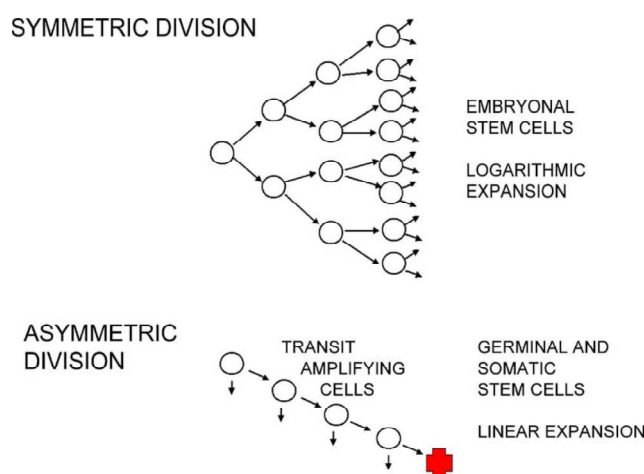 SYMMETRIC DIVISION
EMBRYONAL
STEM CELLS
LOGARITHMIC
EXPANSION
ASYMMETRIC
DIVISION
TRANSIT
AMPLIFYING
CELLS
GERMINAL AND
SOMATIC
STEM CELLS
LINEAR EXPANSION